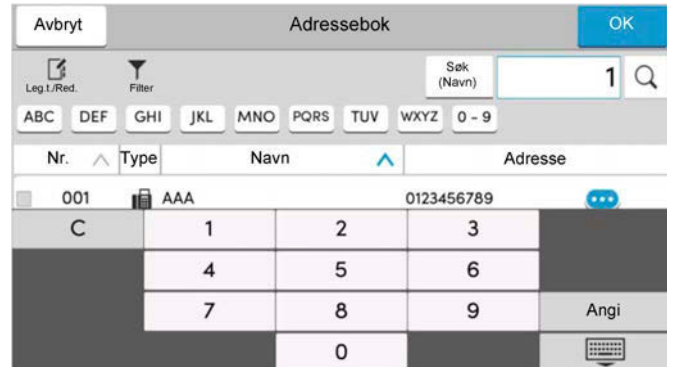 Avbryt Adressebok OK
Leg.t./Red. Filter Søk
(Navn) 1
ABC DEF GHI JKL MNO PQRS TUV WXYZ 0 - 9
Nr. Type Navn Adresse
001 AAA 0123456789
C 1 2 3
4 5 6
7 8 9 Angi
0